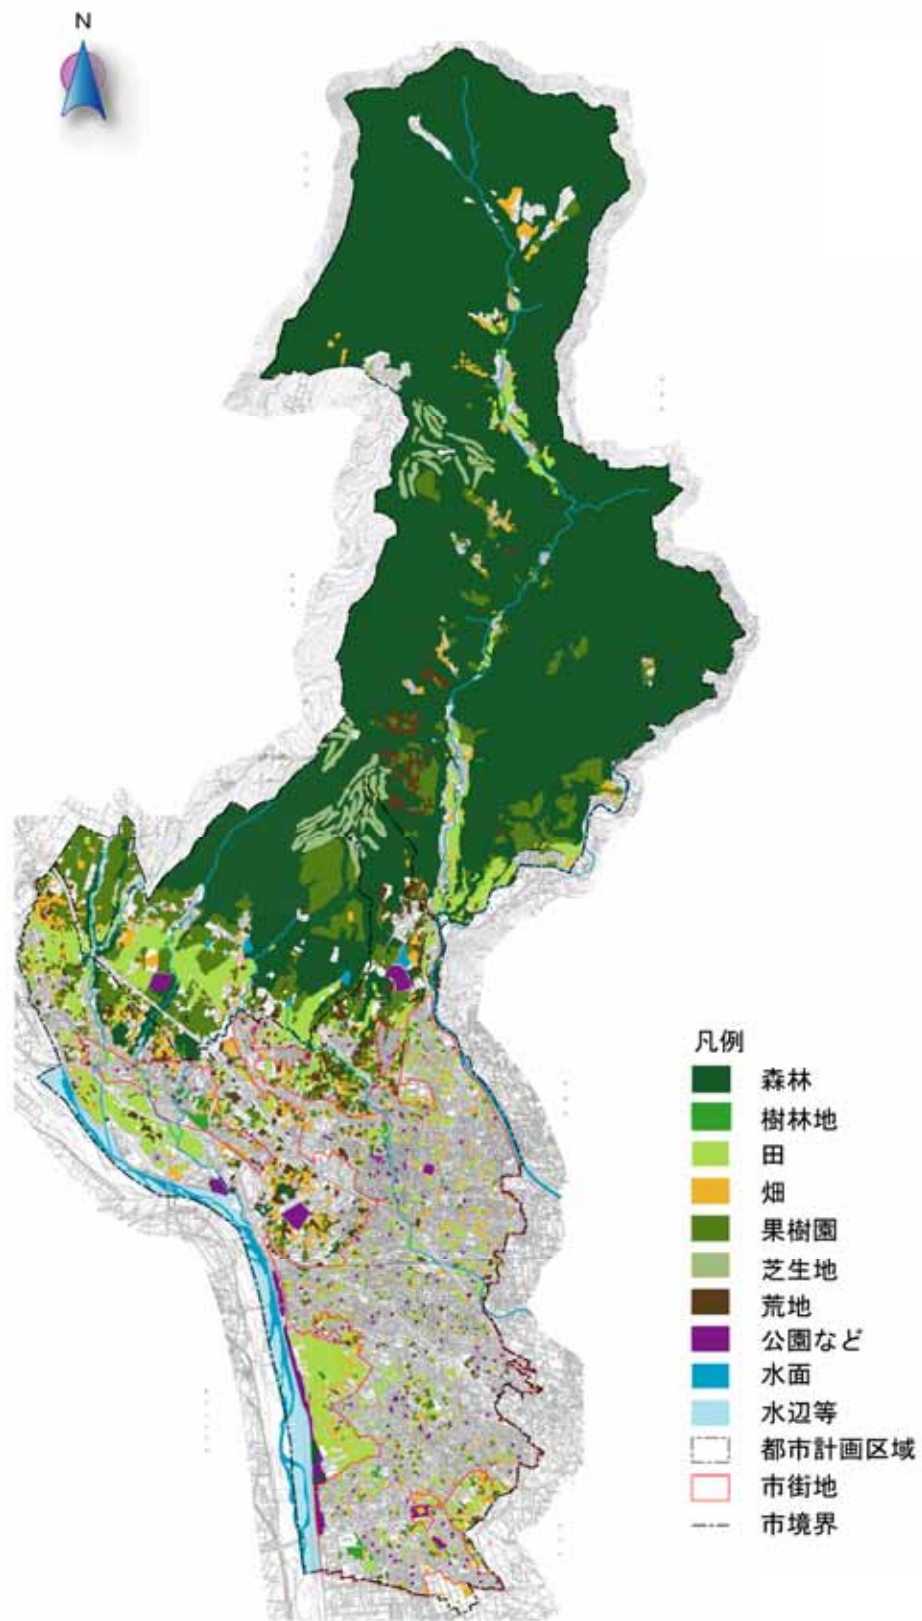 N
凡例
森林
樹林地
田
畑
果樹園
芝生地
荒地
公園など
水面
水辺等
都市計画区域
市街地
市境界